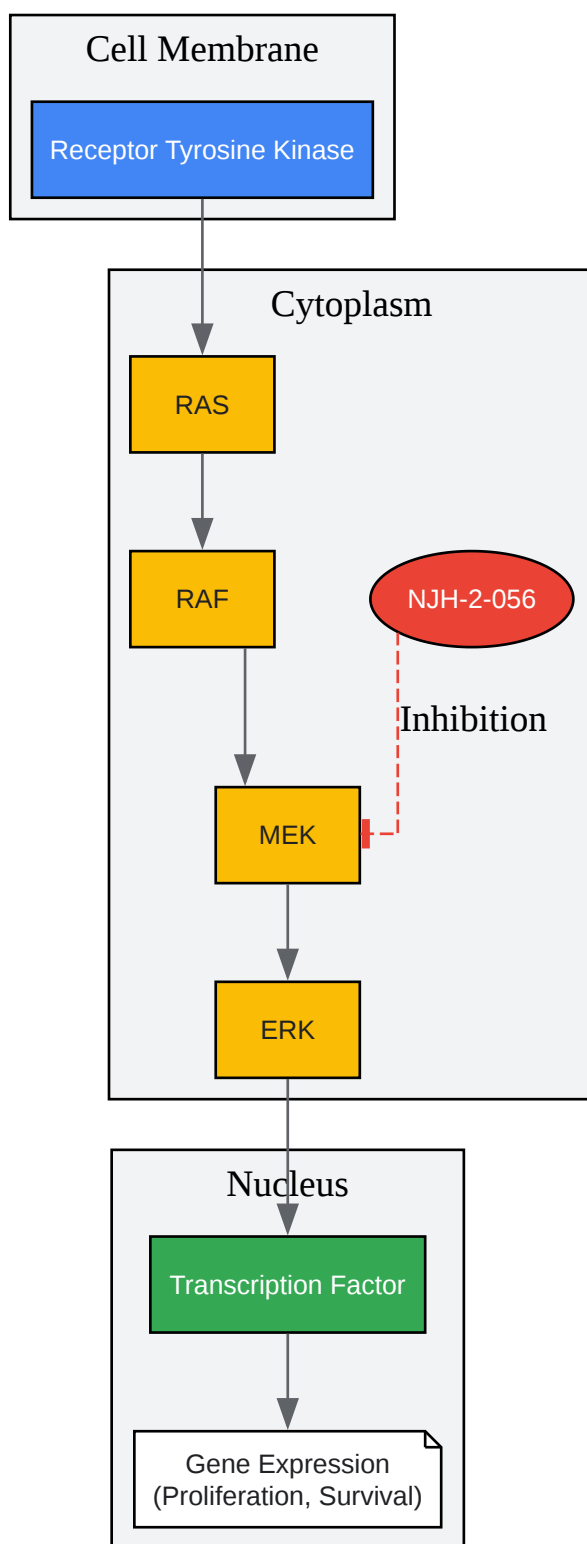 Cell Membrane
Receptor Tyrosine Kinase
Cytoplasm
RAS
RAF
NJH-2-056
Inhibition
MEK
ERK
Nucleus
Transcription Factor
Gene Expression
(Proliferation, Survival)